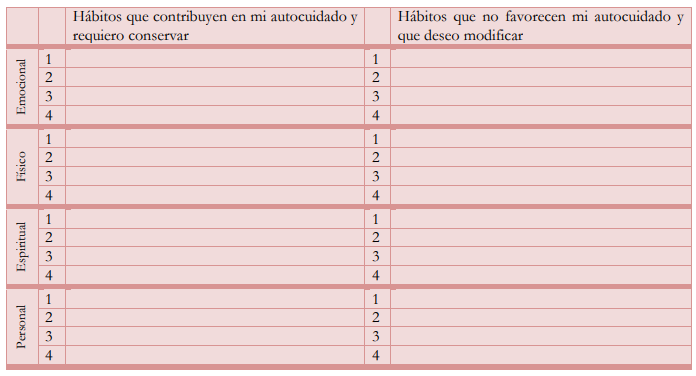 Hábitos que contribuyen en mi autocuidado y
requiero conservar
Hábitos que no favorecen mi autocuidado y
que deseo modificar
Emocional
1 1
2 2
3 3
4 4
Físico
1 1
2 2
3 3
4 4
Espiritual
1 1
2 2
3 3
4 4
Personal
1 1
2 2
3 3
4 4